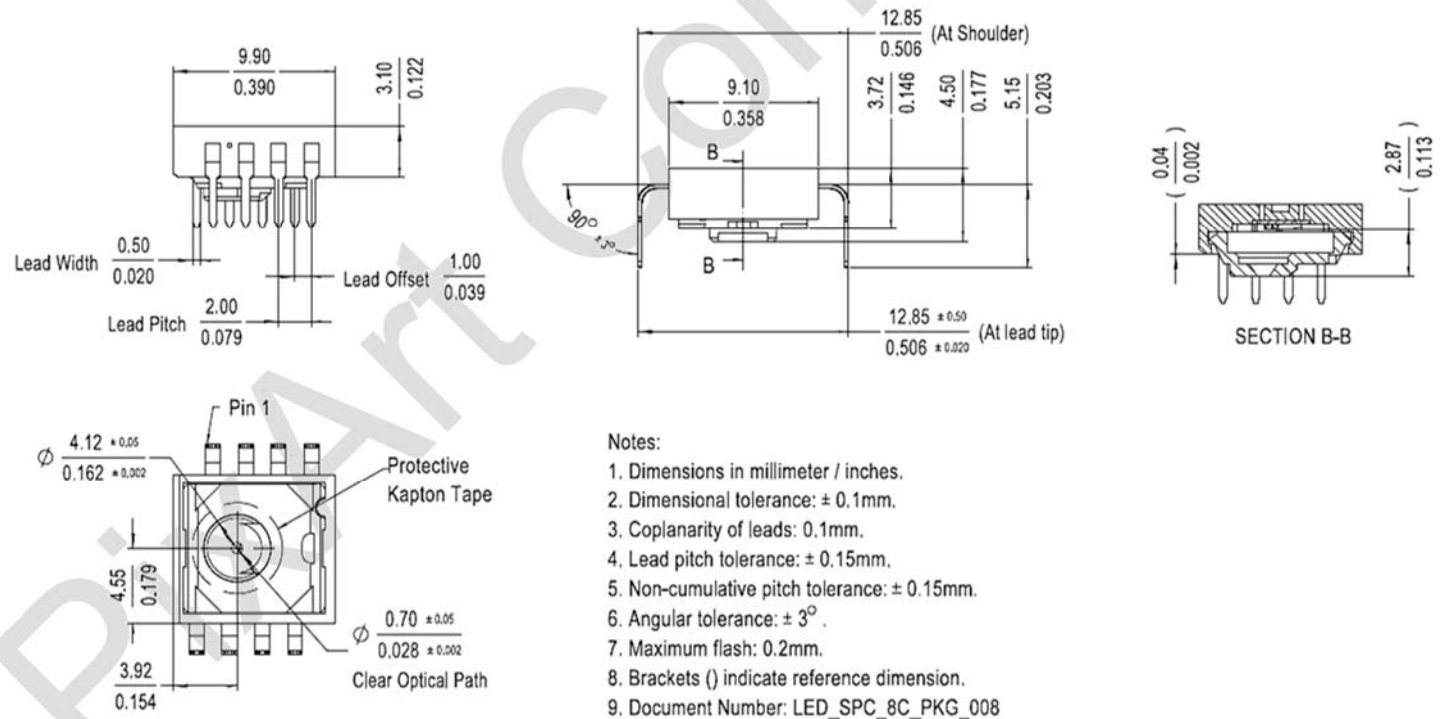 9.90
0.390
3.10
0.122
Lead Width 0.50
0.020
Lead Offset 1.00
0.039
Lead Pitch 2.00
0.079
12.85 (At Shoulder)
0.506
9.10
0.358
3.72
0.146
4.50
0.177
5.15
0.203
B
90° ±3°
B
12.85 ± 0.50 (At lead tip)
0.506 ± 0.020
( 0.04 )
0.002
( 2.87 )
0.113
SECTION B-B
Pin 1
Ø 4.12 ± 0.05
0.162 ± 0.002
Protective
Kapton Tape
4.55
0.179
Ø 0.70 ± 0.05
0.028 ± 0.002
Clear Optical Path
3.92
0.154
Notes:
1. Dimensions in millimeter / inches.
2. Dimensional tolerance: ± 0.1mm.
3. Coplanarity of leads: 0.1mm.
4. Lead pitch tolerance: ± 0.15mm.
5. Non-cumulative pitch tolerance: ± 0.15mm.
6. Angular tolerance: ± 3° .
7. Maximum flash: 0.2mm.
8. Brackets () indicate reference dimension.
9. Document Number: LED_SPC_8C_PKG_008
PixArt Con